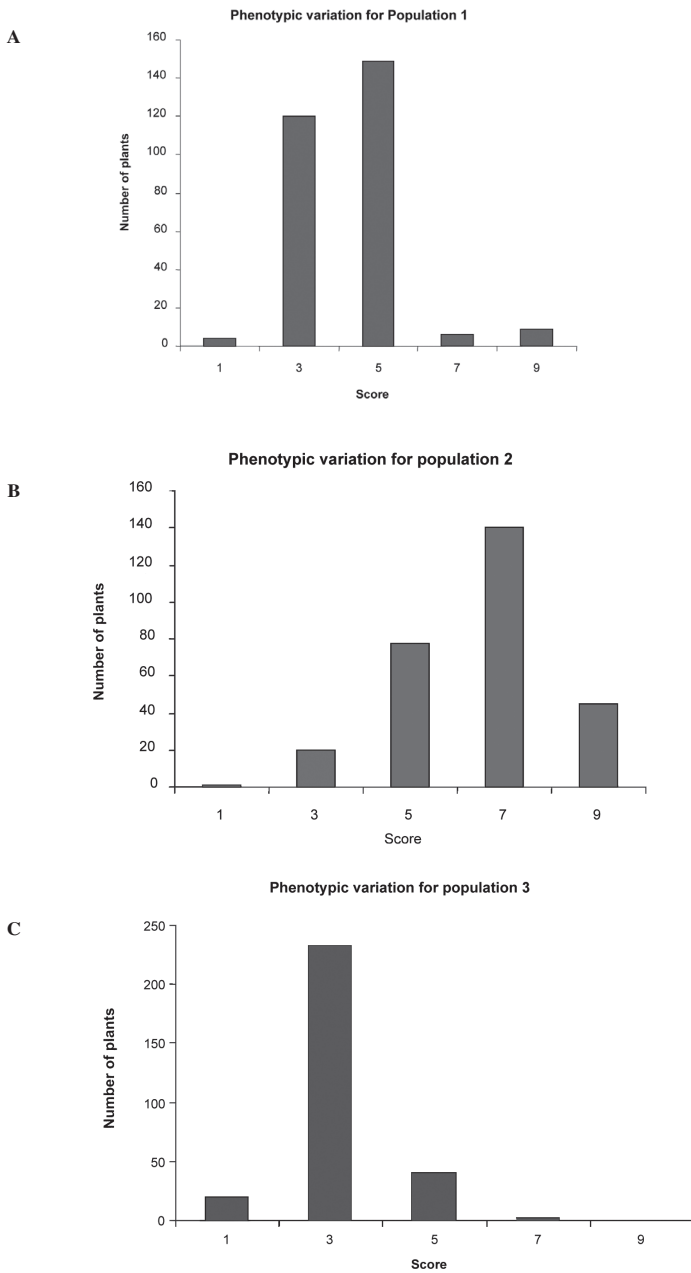 Phenotypic variation for Population 1
A
Number of plants
160
140
120
100
80
60
40
20
0
1 3 5 7 9
Score
Phenotypic variation for population 2
B
Number of plants
160
140
120
100
80
60
40
20
0
1 3 5 7 9
Score
Phenotypic variation for population 3
C
Number of plants
250
200
150
100
50
0
1 3 5 7 9
Score